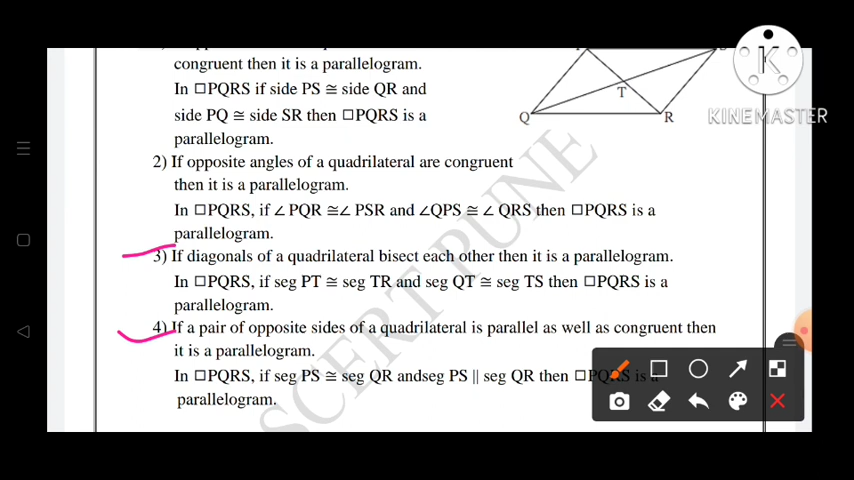 congruent then it is a parallelogram.
In □PQRS if side PS ≅ side QR and
side PQ ≅ side SR then □PQRS is a
parallelogram.
2) If opposite angles of a quadrilateral are congruent
then it is a parallelogram.
In □PQRS, if ∠ PQR ≅∠ PSR and ∠QPS ≅ ∠ QRS then □PQRS is a
parallelogram.
3) If diagonals of a quadrilateral bisect each other then it is a parallelogram.
In □PQRS, if seg PT ≅ seg TR and seg QT ≅ seg TS then □PQRS is a
parallelogram.
4) If a pair of opposite sides of a quadrilateral is parallel as well as congruent then
it is a parallelogram.
In □PQRS, if seg PS ≅ seg QR andseg PS || seg QR then □PQRS is a
parallelogram.
T
Q
R
K
KINEMASTER
SCERT PUNE